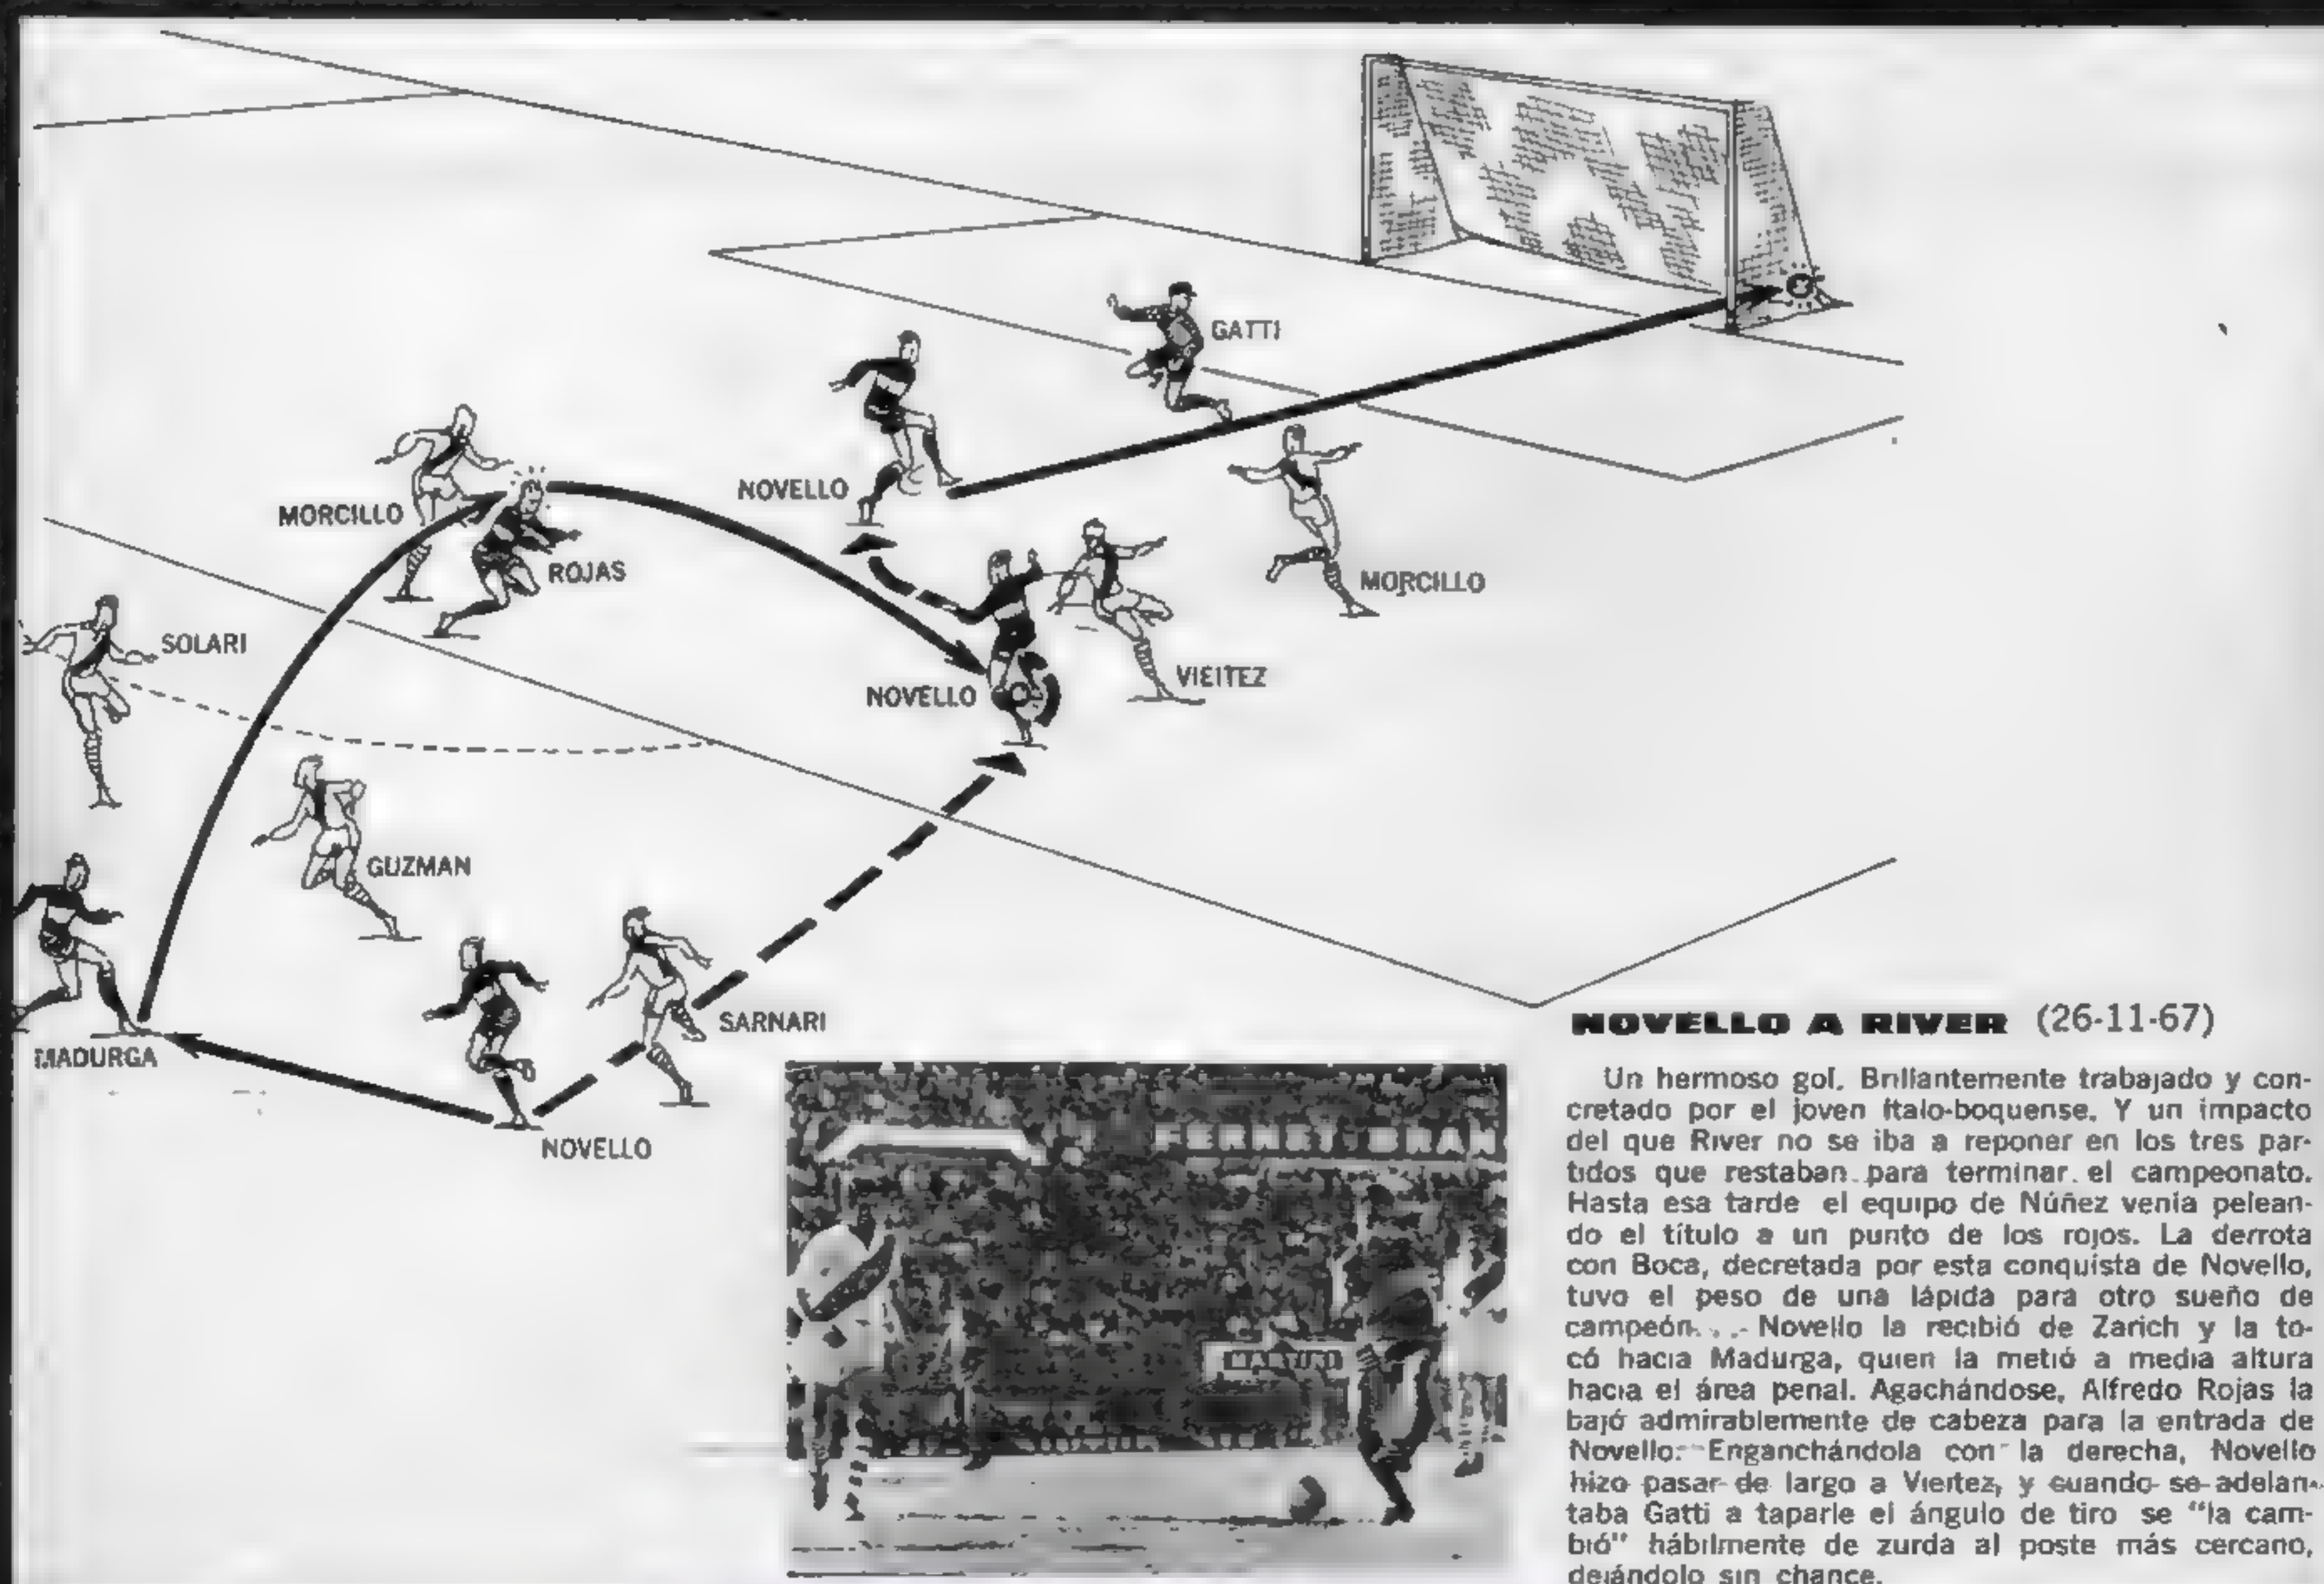 GATTI
NOVELLO
MORCILLO
ROJAS
MORCILLO
SOLARI
VIEITEZ
NOVELLO
GUZMAN
SARNARI
MADURGA
NOVELLO
FERNET BRAN
MARTINI
NOVELLO A RIVER (26-11-67)
Un hermoso gol. Brillantemente trabajado y con-
cretado por el joven ítalo-boquense. Y un impacto
del que River no se iba a reponer en los tres par-
tidos que restaban para terminar el campeonato.
Hasta esa tarde el equipo de Núñez venía pelean-
do el título a un punto de los rojos. La derrota
con Boca, decretada por esta conquista de Novello,
tuvo el peso de una lápida para otro sueño de
campeón... Novello la recibió de Zarich y la to-
có hacia Madurga, quien la metió a media altura
hacia el área penal. Agachándose, Alfredo Rojas la
bajó admirablemente de cabeza para la entrada de
Novello. Enganchándola con la derecha, Novello
hizo pasar de largo a Vieitez, y cuando se adelan-
taba Gatti a taparle el ángulo de tiro se "la cam-
bió" hábilmente de zurda al poste más cercano,
dejándolo sin chance.